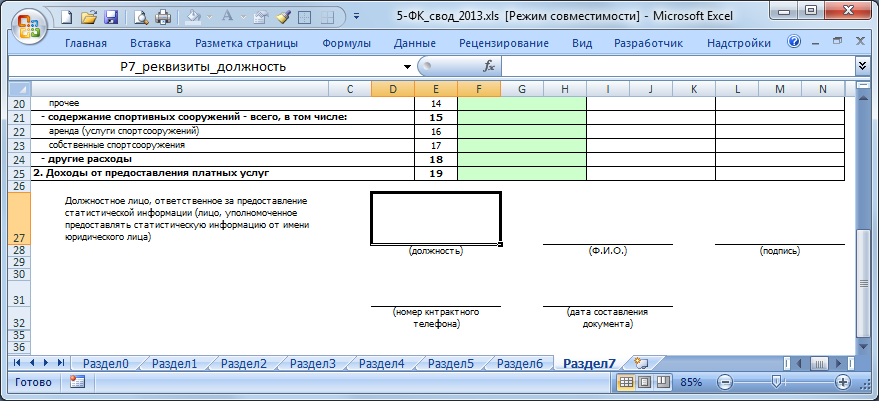 5-ФК_свод_2013.xls [Режим совместимости] - Microsoft Excel
Главная Вставка Разметка страницы Формулы Данные Рецензирование Вид Разработчик Надстройки
P7_реквизиты_должность fx
B C D E F G H I J K L M N
20 прочее 14
21 - содержание спортивных сооружений - всего, в том числе: 15
22 аренда (услуги спортсооружений) 16
23 собственные спортсооружения 17
24 - другие расходы 18
25 2. Доходы от предоставления платных услуг 19
26
Должностное лицо, ответственное за предоставление
статистической информации (лицо, уполномоченное
предоставлять статистическую информацию от имени
27 юридического лица)
28 (должность) (Ф.И.О.) (подпись)
29
30
31
(номер кнтрактного (дата составления
32 телефона) документа)
35
36
Раздел0 Раздел1 Раздел2 Раздел3 Раздел4 Раздел5 Раздел6 Раздел7
Готово 85%